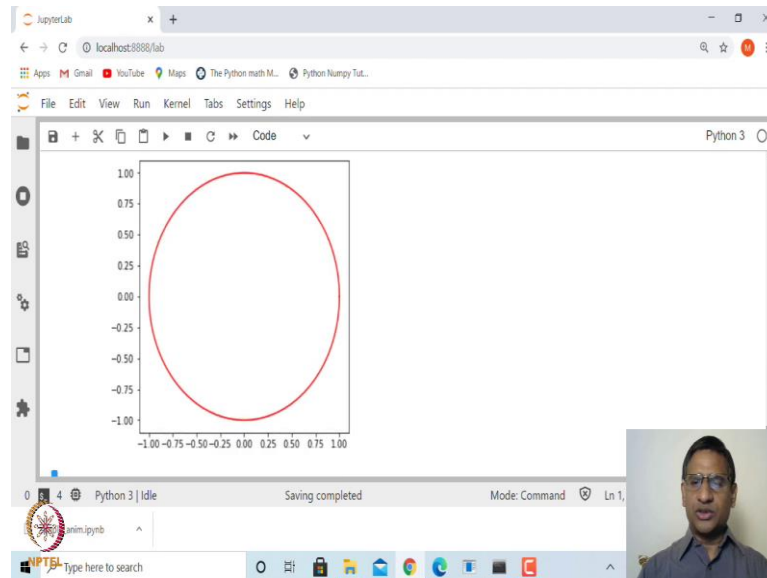 JupyterLab
localhost:8888/lab
M
Apps Gmail YouTube Maps The Python math M... Python Numpy Tut...
File Edit View Run Kernel Tabs Settings Help
Code
Python 3
1.00
0.75
0.50
0.25
0.00
−0.25
−0.50
−0.75
−1.00
−1.00 −0.75 −0.50 −0.25 0.00 0.25 0.50 0.75 1.00
0 s_ 4 Python 3 | Idle Saving completed Mode: Command Ln 1,
anim.ipynb
NPTEL
Type here to search